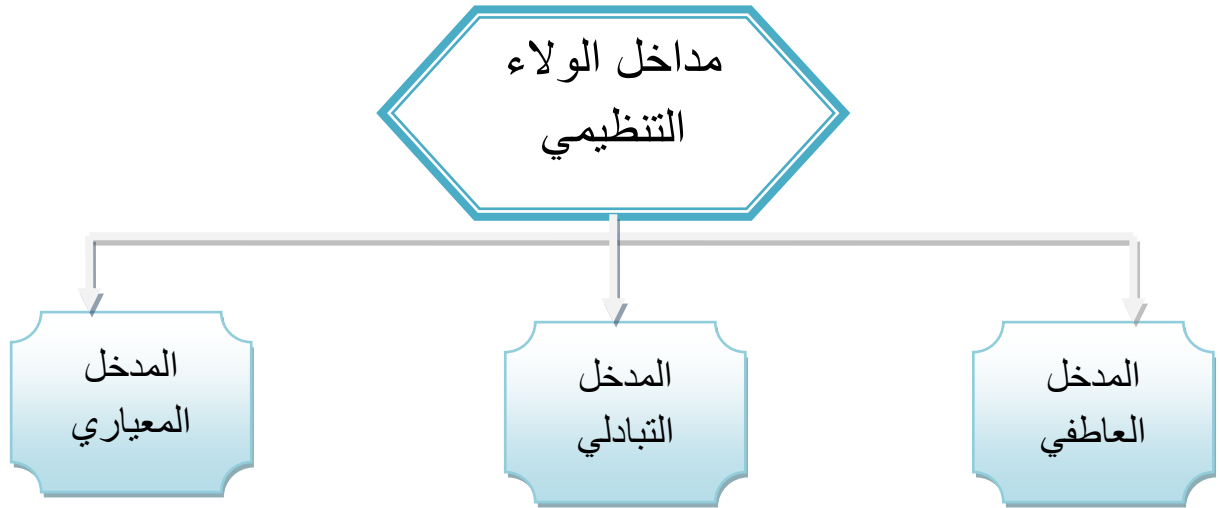 مداخل الولاء
التنظيمي
المدخل
العاطفي
المدخل
التبادلي
المدخل
المعياري